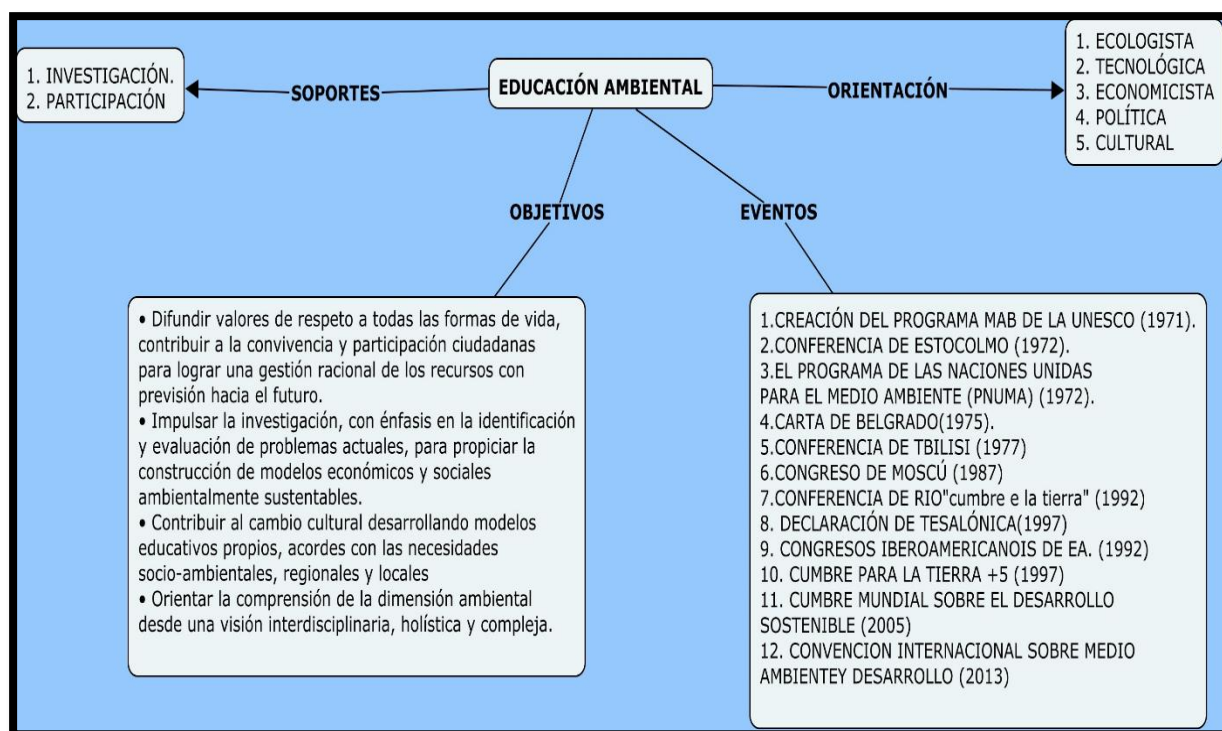 EDUCACIÓN AMBIENTAL
SOPORTES
1. INVESTIGACIÓN.
2. PARTICIPACIÓN
ORIENTACIÓN
1. ECOLOGISTA
2. TECNOLÓGICA
3. ECONOMICISTA
4. POLÍTICA
5. CULTURAL
OBJETIVOS
• Difundir valores de respeto a todas las formas de vida,
contribuir a la convivencia y participación ciudadanas
para lograr una gestión racional de los recursos con
previsión hacia el futuro.
• Impulsar la investigación, con énfasis en la identificación
y evaluación de problemas actuales, para propiciar la
construcción de modelos económicos y sociales
ambientalmente sustentables.
• Contribuir al cambio cultural desarrollando modelos
educativos propios, acordes con las necesidades
socio-ambientales, regionales y locales
• Orientar la comprensión de la dimensión ambiental
desde una visión interdisciplinaria, holística y compleja.
EVENTOS
1.CREACIÓN DEL PROGRAMA MAB DE LA UNESCO (1971).
2.CONFERENCIA DE ESTOCOLMO (1972).
3.EL PROGRAMA DE LAS NACIONES UNIDAS
PARA EL MEDIO AMBIENTE (PNUMA) (1972).
4.CARTA DE BELGRADO(1975).
5.CONFERENCIA DE TBILISI (1977)
6.CONGRESO DE MOSCÚ (1987)
7.CONFERENCIA DE RIO"cumbre e la tierra" (1992)
8. DECLARACIÓN DE TESALÓNICA(1997)
9. CONGRESOS IBEROAMERICANOIS DE EA. (1992)
10. CUMBRE PARA LA TIERRA +5 (1997)
11. CUMBRE MUNDIAL SOBRE EL DESARROLLO
SOSTENIBLE (2005)
12. CONVENCION INTERNACIONAL SOBRE MEDIO
AMBIENTEY DESARROLLO (2013)